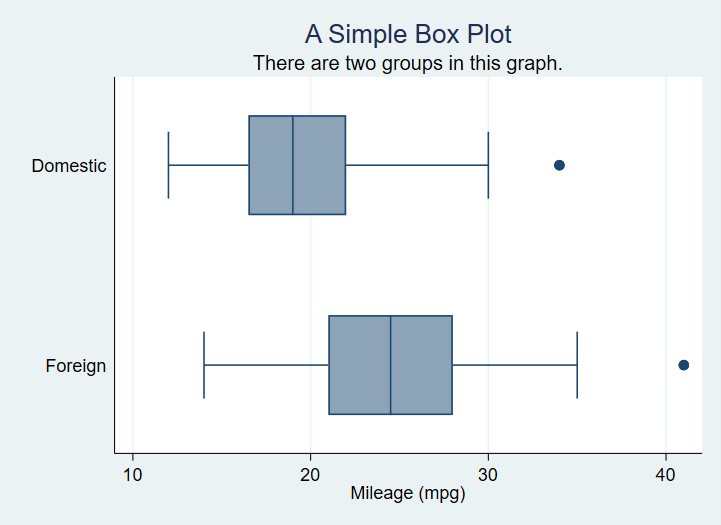 A Simple Box Plot
There are two groups in this graph.
Domestic
Foreign
10 20 30 40
Mileage (mpg)